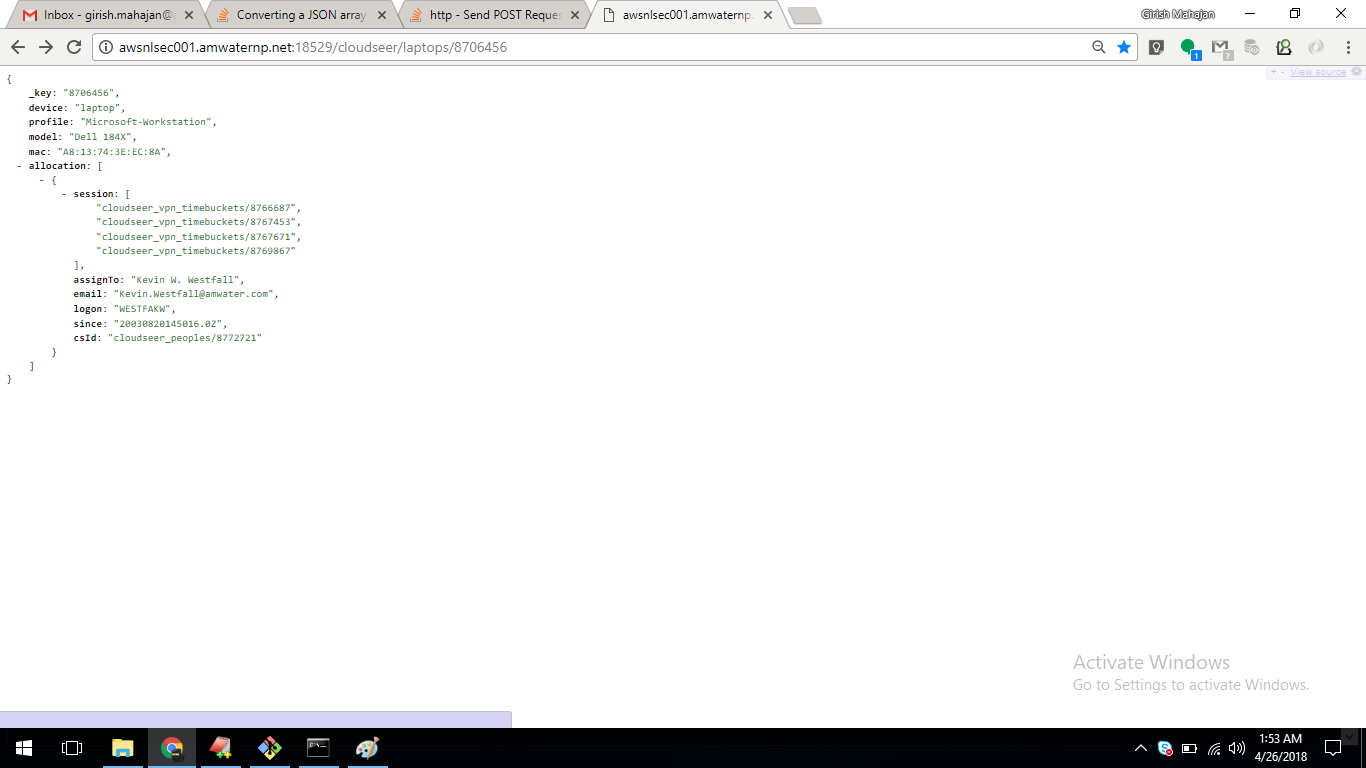 Inbox - girish.mahajan@
Converting a JSON array
http - Send POST Reques
awsnlsec001.amwaternp.
Girish Mahajan
awsnlsec001.amwaternp.net:18529/cloudseer/laptops/8706456
1
?
+ - View source
{
_key: "8706456",
device: "laptop",
profile: "Microsoft-Workstation",
model: "Dell 184X",
mac: "A8:13:74:3E:EC:8A",
- allocation: [
- {
- session: [
"cloudseer_vpn_timebuckets/8766687",
"cloudseer_vpn_timebuckets/8767453",
"cloudseer_vpn_timebuckets/8767671",
"cloudseer_vpn_timebuckets/8769867"
],
assignTo: "Kevin W. Westfall",
email: "Kevin.Westfall@amwater.com",
logon: "WESTFAKW",
since: "20030820145016.0Z",
csId: "cloudseer_peoples/8772721"
}
]
}
Activate Windows
Go to Settings to activate Windows.
1:53 AM
4/26/2018